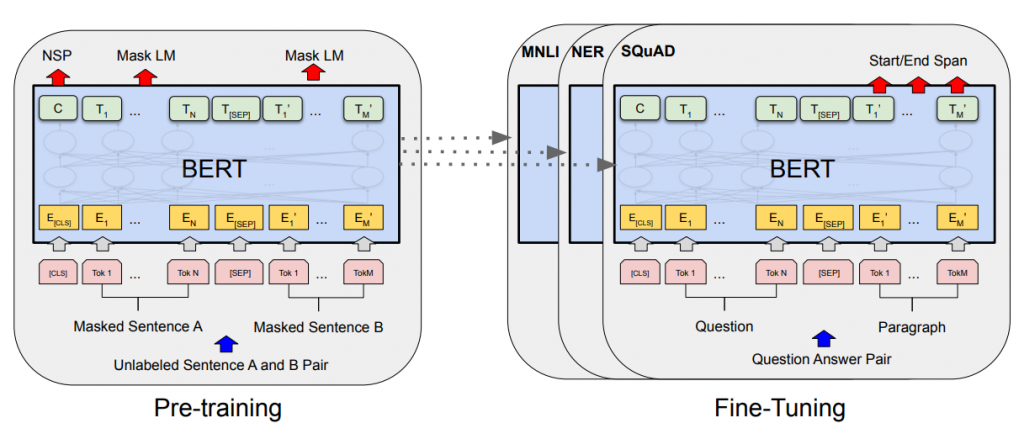 NSP Mask LM Mask LM
C T1 ... TN T[SEP] T1' ... TM'
BERT
E[CLS] E1 ... EN E[SEP] E1' ... EM'
[CLS] Tok 1 ... Tok N [SEP] Tok 1 ... TokM
Masked Sentence A Masked Sentence B
Unlabeled Sentence A and B Pair
Pre-training
MNLI NER SQuAD
Start/End Span
C T1 ... TN T[SEP] T1' ... TM'
BERT
E[CLS] E1 ... EN E[SEP] E1' ... EM'
[CLS] Tok 1 ... Tok N [SEP] Tok 1 ... TokM
Question Paragraph
Question Answer Pair
Fine-Tuning